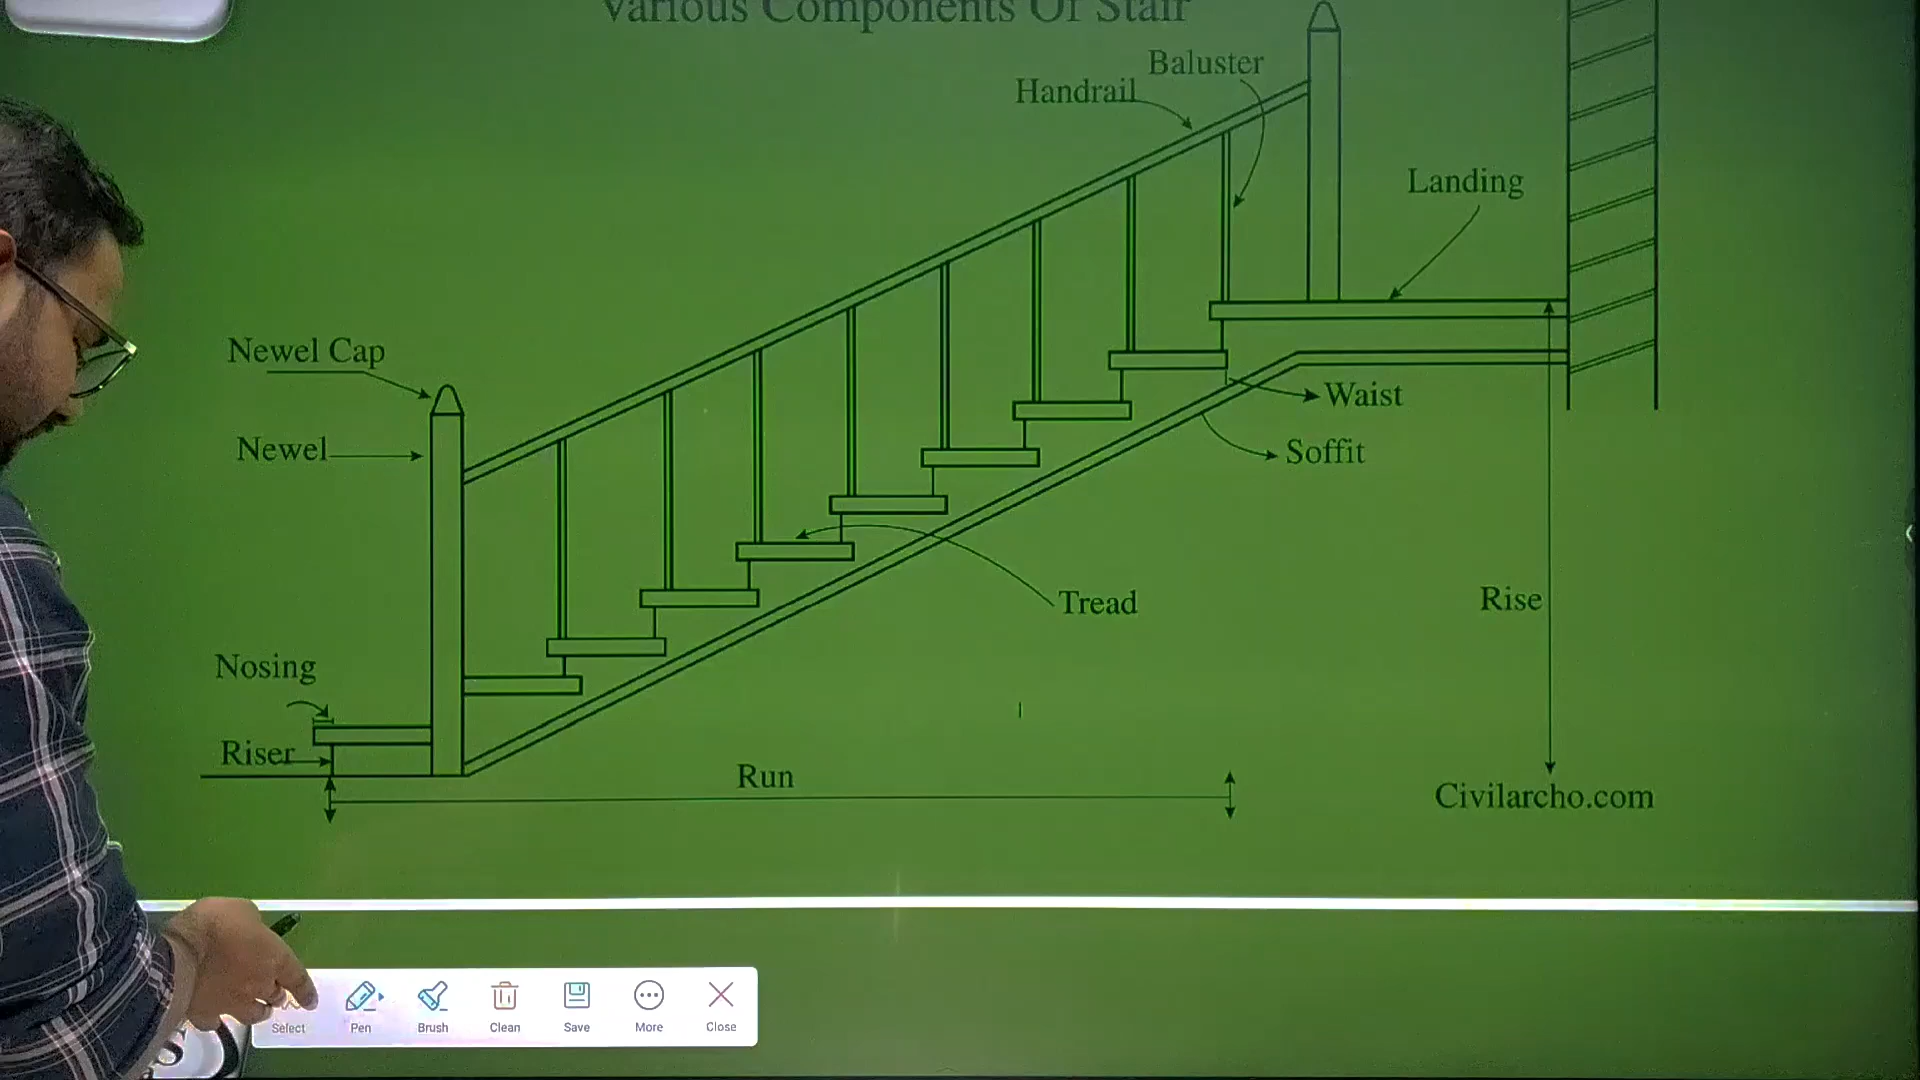 Various Components Of Stair
Baluster
Handrail
Landing
Newel Cap
Waist
Newel
Soffit
Rise
Tread
Nosing
Riser
Run
Civilarcho.com
Select
Pen
Brush
Clean
Save
More
Close